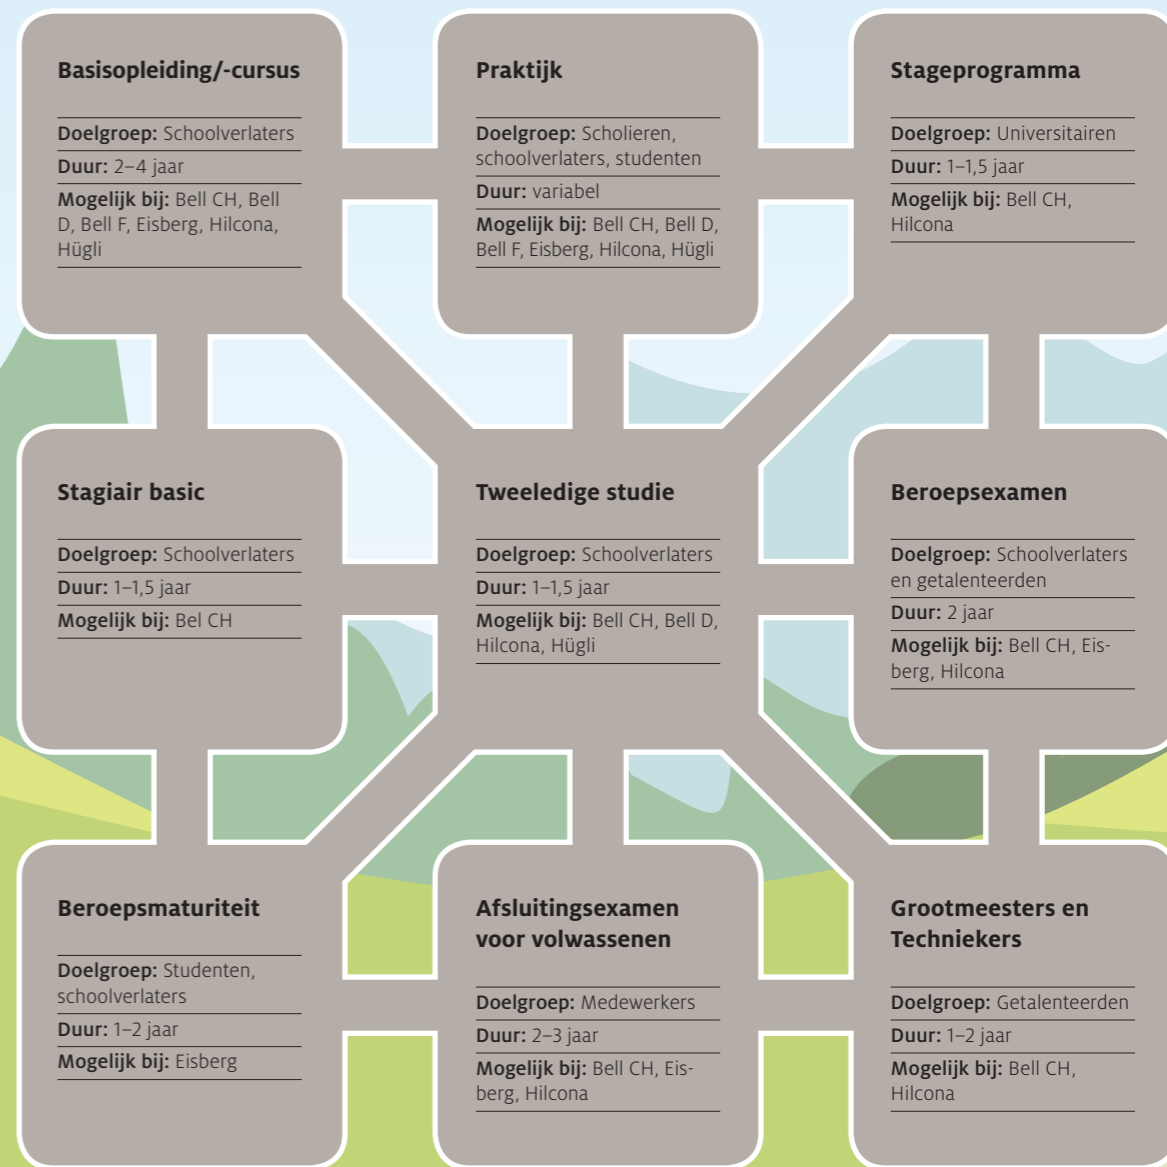 Basisopleiding/-cursus
Doelgroep: Schoolverlaters
Duur: 2–4 jaar
Mogelijk bij: Bell CH, Bell
D, Bell F, Eisberg, Hilcona,
Hügli
Praktijk
Doelgroep: Scholieren,
schoolverlaters, studenten
Duur: variabel
Mogelijk bij: Bell CH, Bell D,
Bell F, Eisberg, Hilcona, Hügli
Stageprogramma
Doelgroep: Universitairen
Duur: 1–1,5 jaar
Mogelijk bij: Bell CH,
Hilcona
Stagiair basic
Doelgroep: Schoolverlaters
Duur: 1–1,5 jaar
Mogelijk bij: Bel CH
Tweeledige studie
Doelgroep: Schoolverlaters
Duur: 1–1,5 jaar
Mogelijk bij: Bell CH, Bell D,
Hilcona, Hügli
Beroepsexamen
Doelgroep: Schoolverlaters
en getalenteerden
Duur: 2 jaar
Mogelijk bij: Bell CH, Eis-
berg, Hilcona
Beroepsmaturiteit
Doelgroep: Studenten,
schoolverlaters
Duur: 1–2 jaar
Mogelijk bij: Eisberg
Afsluitingsexamen
voor volwassenen
Doelgroep: Medewerkers
Duur: 2–3 jaar
Mogelijk bij: Bell CH, Eis-
berg, Hilcona
Grootmeesters en
Techniekers
Doelgroep: Getalenteerden
Duur: 1–2 jaar
Mogelijk bij: Bell CH,
Hilcona